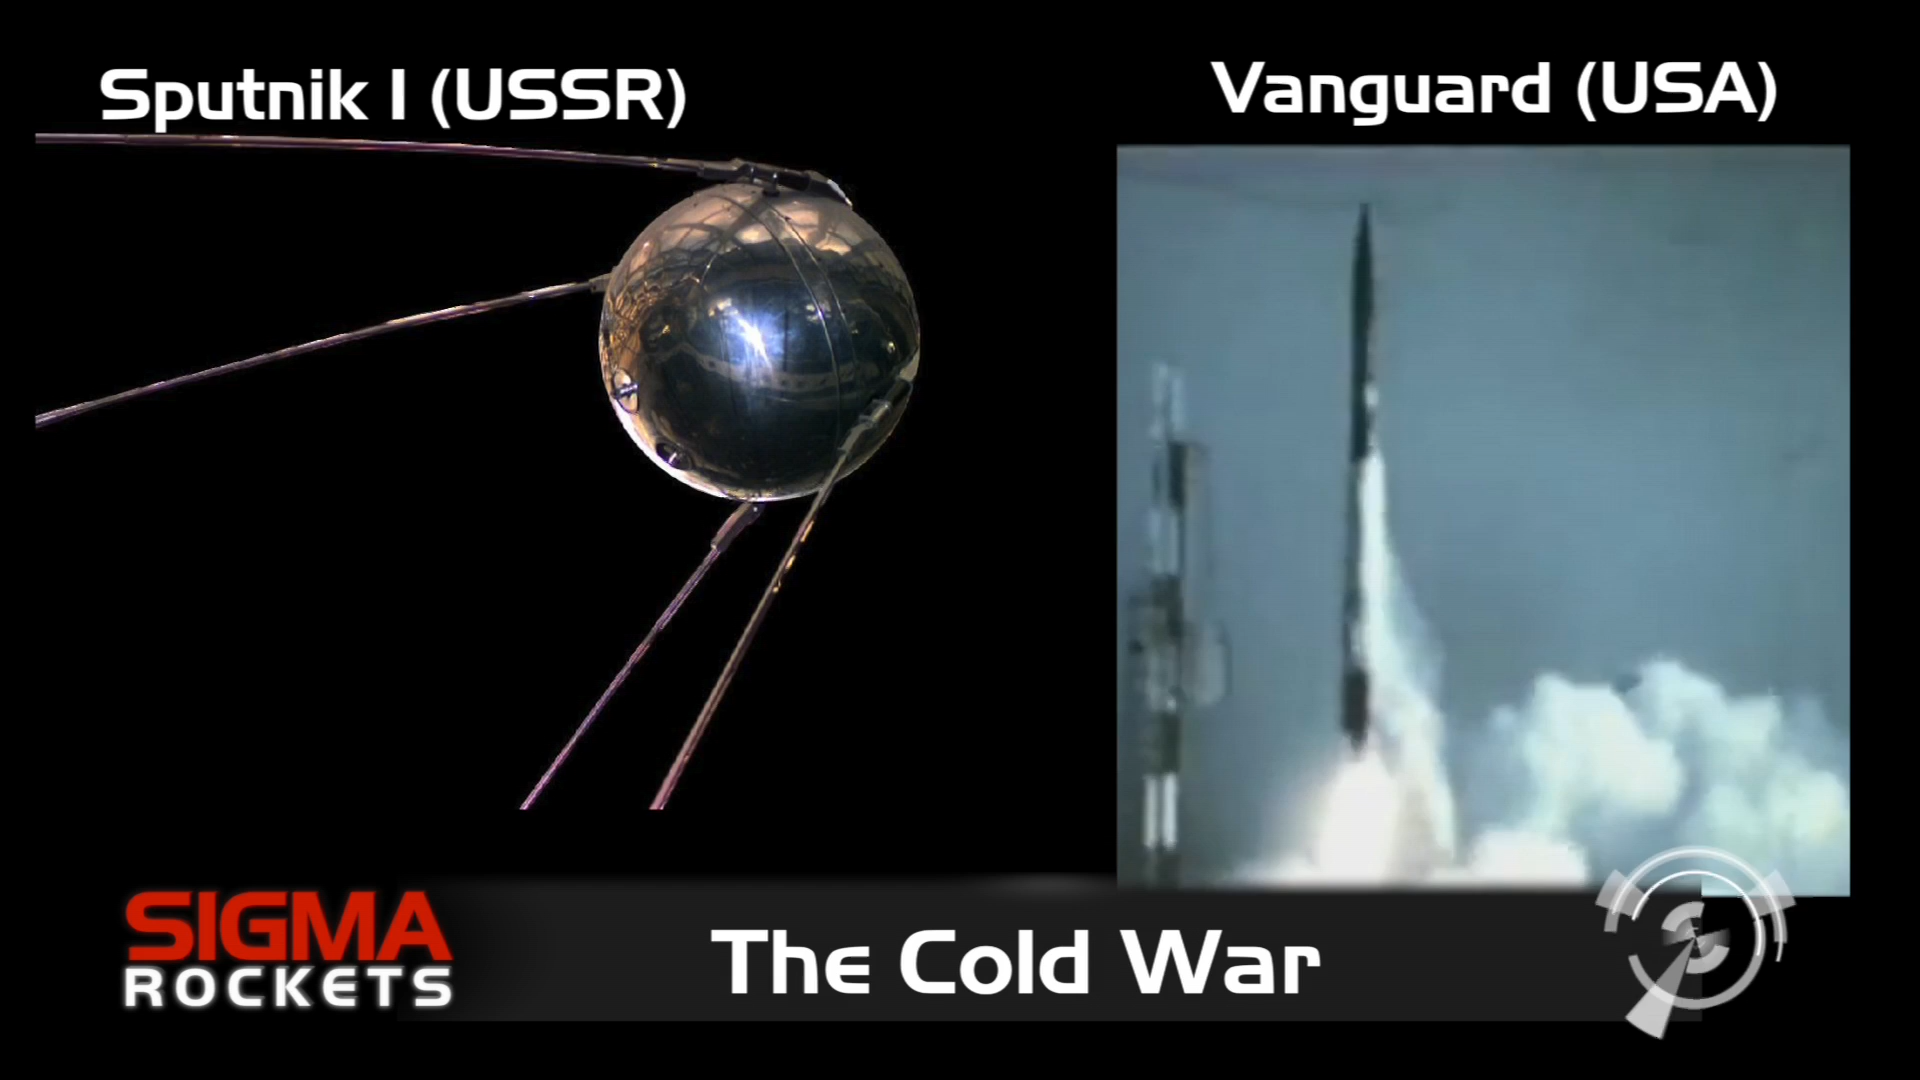 Sputnik I (USSR)
Vanguard (USA)
SIGMA
ROCKETS
The Cold War